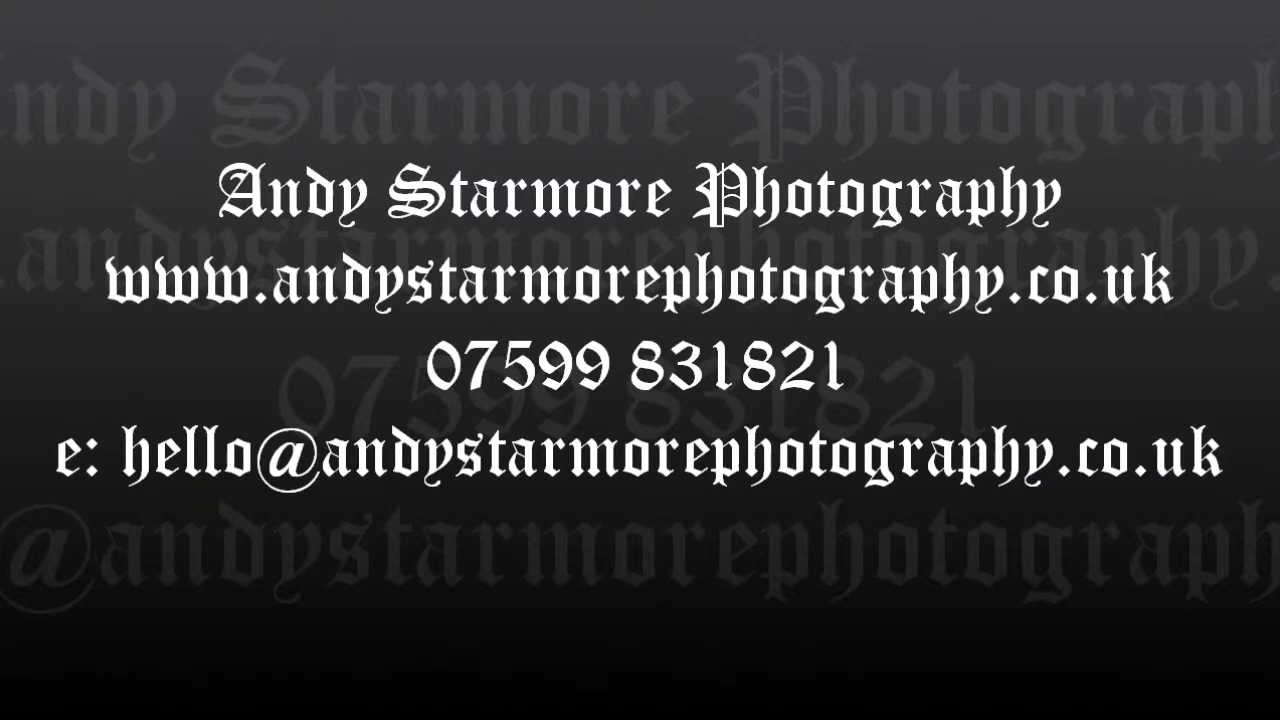 Andy Starmore Photography
www.andystarmorephotography.co.uk
07599 831821
e: hello@andystarmorephotography.co.uk